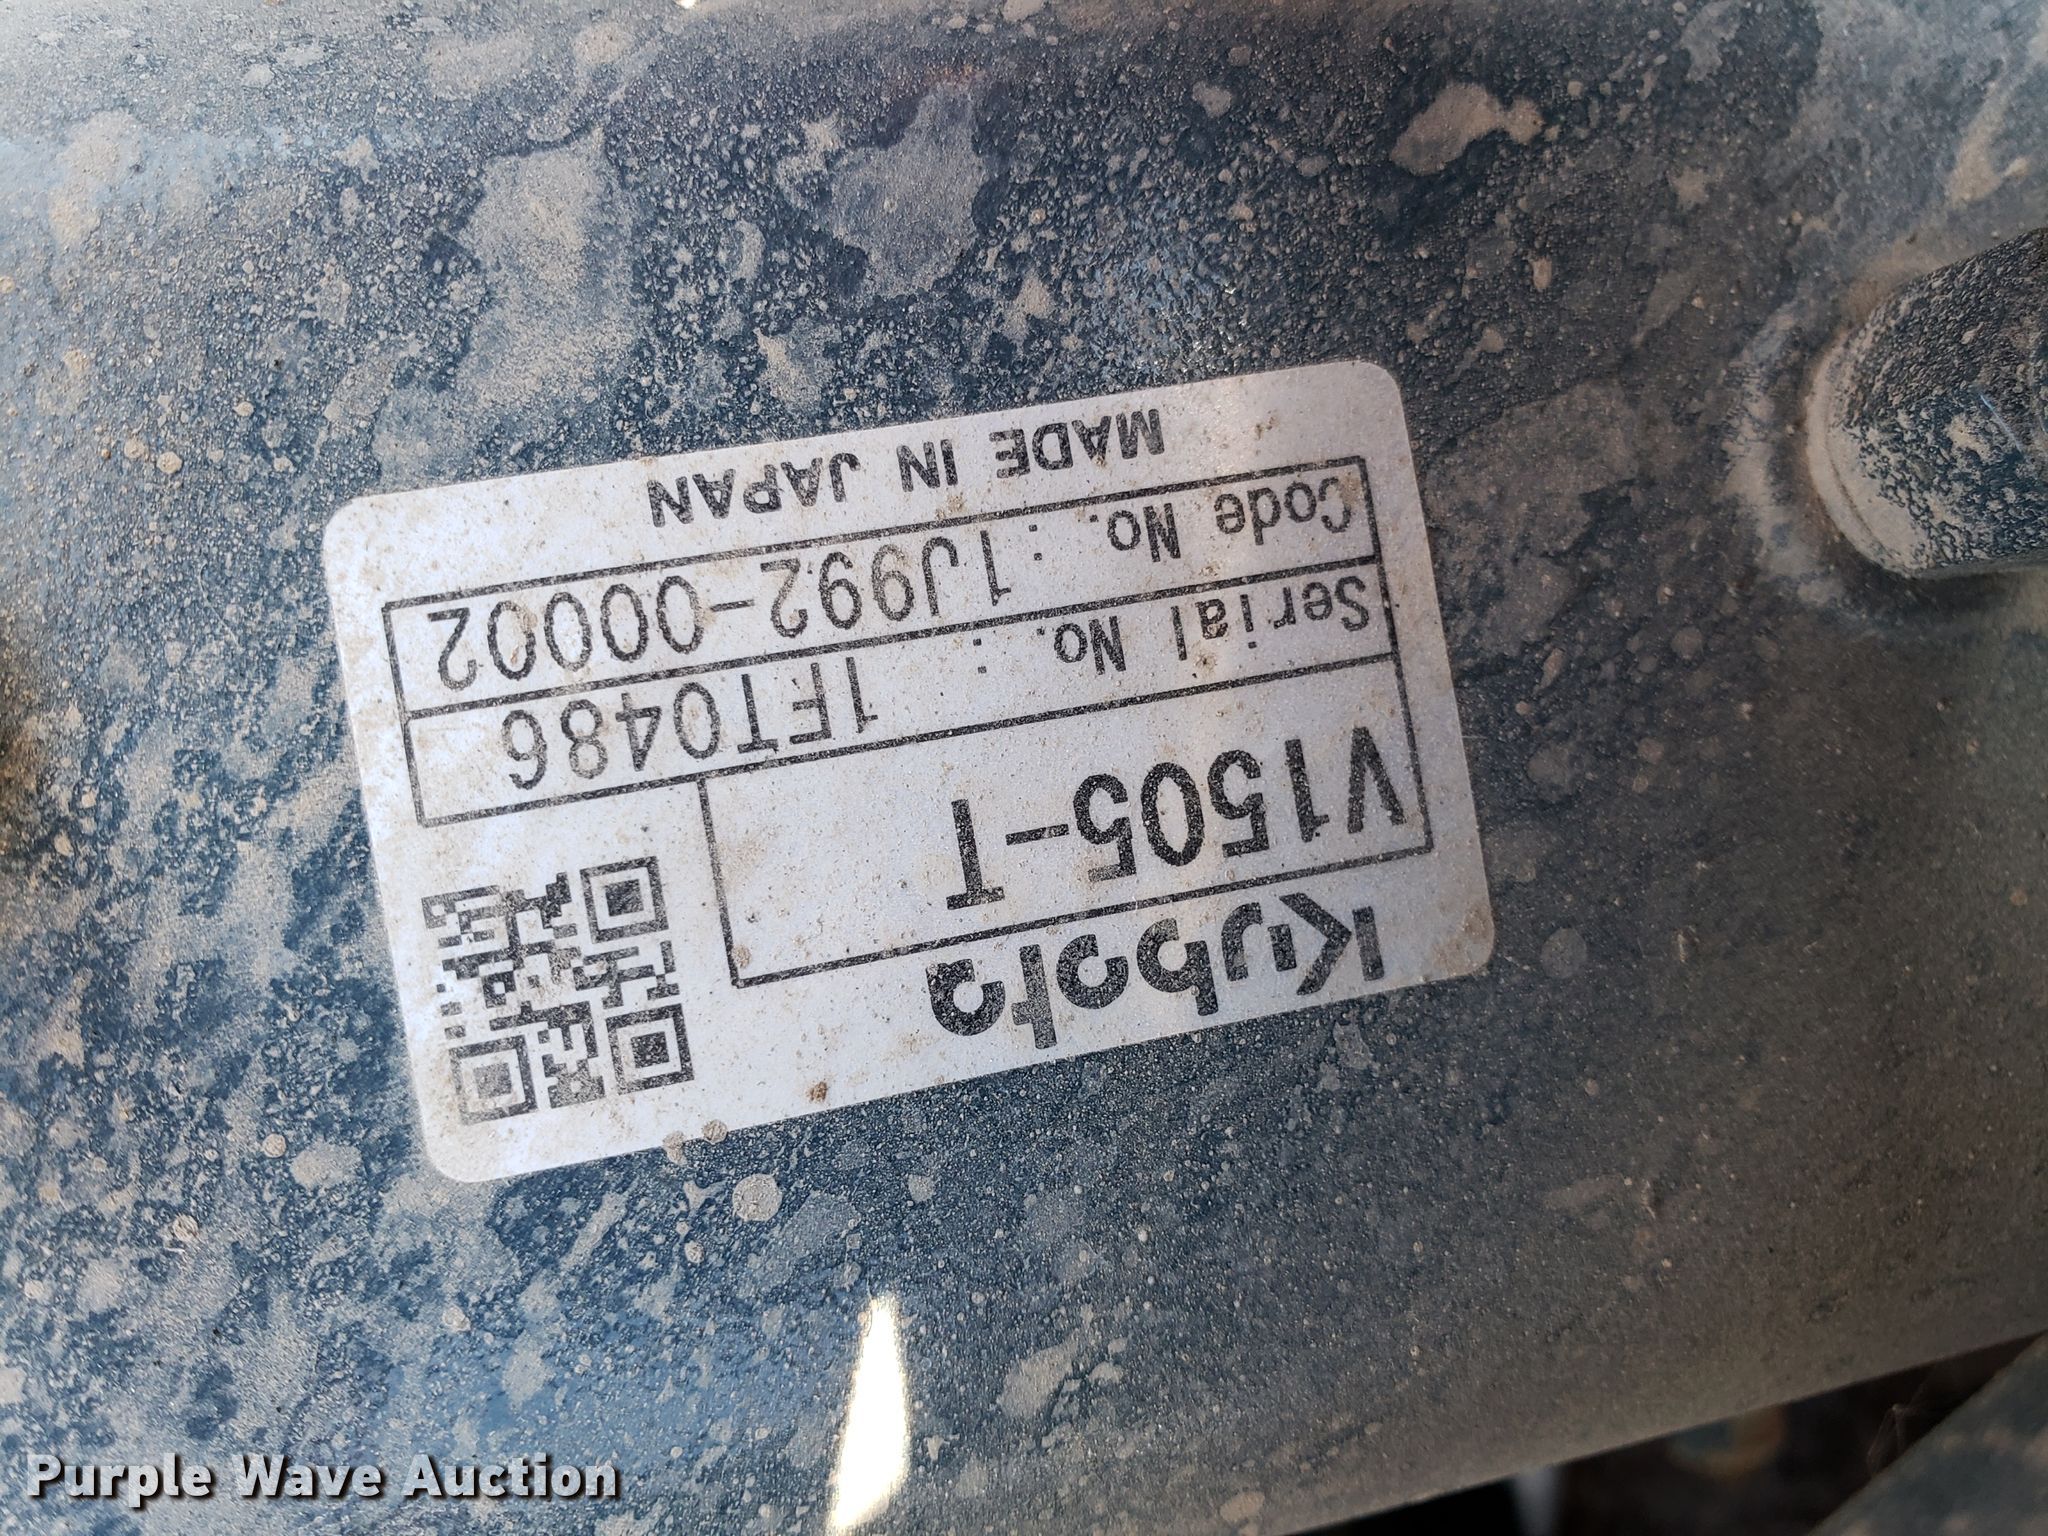 Kubota
V1505-T
Serial No. : 1FT0486
Code No. : 1J992-00002
MADE IN JAPAN
Purple Wave Auction